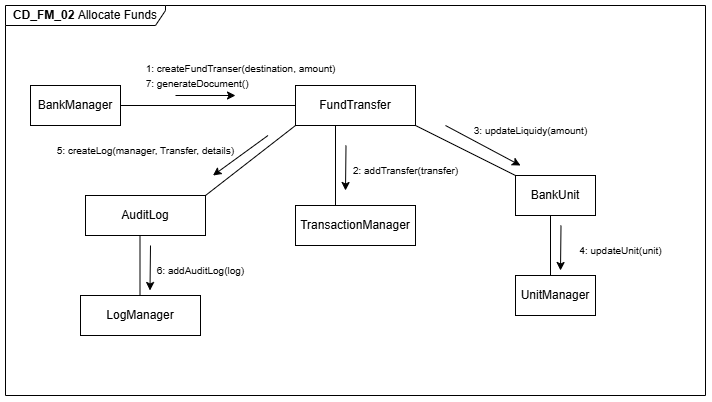 CD_FM_02 Allocate Funds
1: createFundTranser(destination, amount)
7: generateDocument()
BankManager
FundTransfer
3: updateLiquidy(amount)
5: createLog(manager, Transfer, details)
2: addTransfer(transfer)
BankUnit
AuditLog
TransactionManager
4: updateUnit(unit)
6: addAuditLog(log)
UnitManager
LogManager